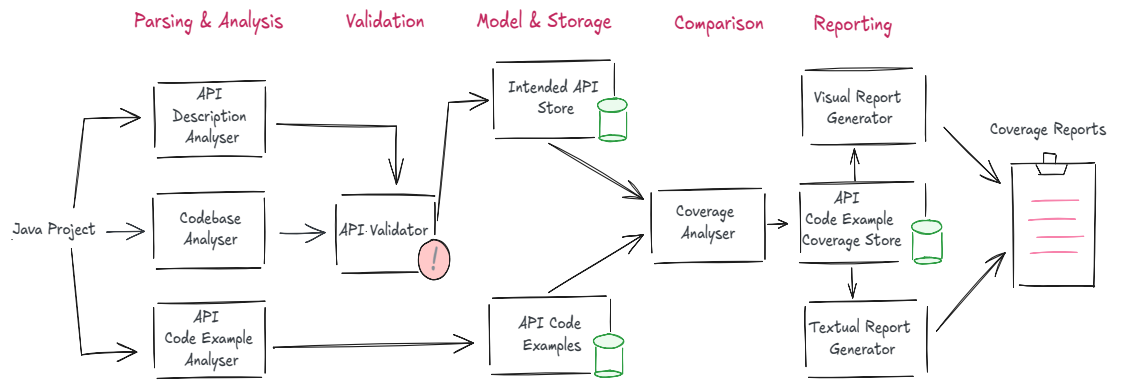 Parsing & Analysis
Validation
Model & Storage
Comparison
Reporting
API
Description
Analyser
Intended API
Store
Visual Report
Generator
Coverage Reports
Java Project
Codebase
Analyser
API Validator
!
Coverage
Analyser
API
Code Example
Coverage Store
API
Code Example
Analyser
API Code
Examples
Textual Report
Generator